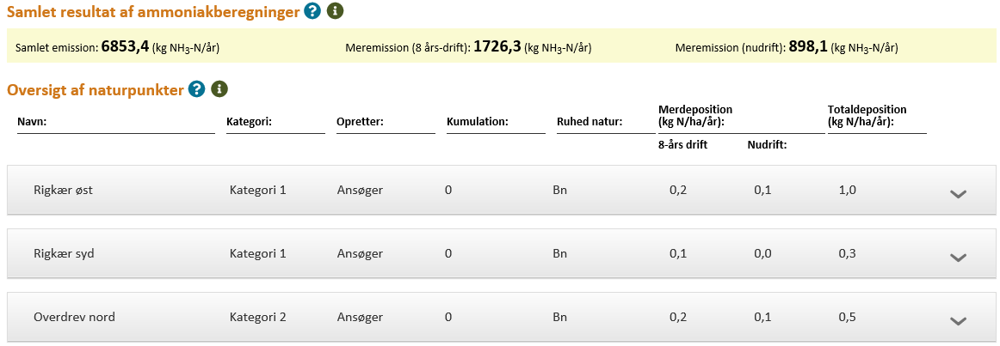 Samlet resultat af ammoniakberegninger ? i
Samlet emission: 6853,4 (kg NH3-N/år) Meremission (8 års-drift): 1726,3 (kg NH3-N/år) Meremission (nudrift): 898,1 (kg NH3-N/år)
Oversigt af naturpunkter ? i
Navn: Kategori: Opretter: Kumulation: Ruhed natur: Merdeposition (kg N/ha/år): Totaldeposition (kg N/ha/år):
8-års drift Nudrift:
Rigkær øst Kategori 1 Ansøger 0 Bn 0,2 0,1 1,0
Rigkær syd Kategori 1 Ansøger 0 Bn 0,1 0,0 0,3
Overdrev nord Kategori 2 Ansøger 0 Bn 0,2 0,1 0,5